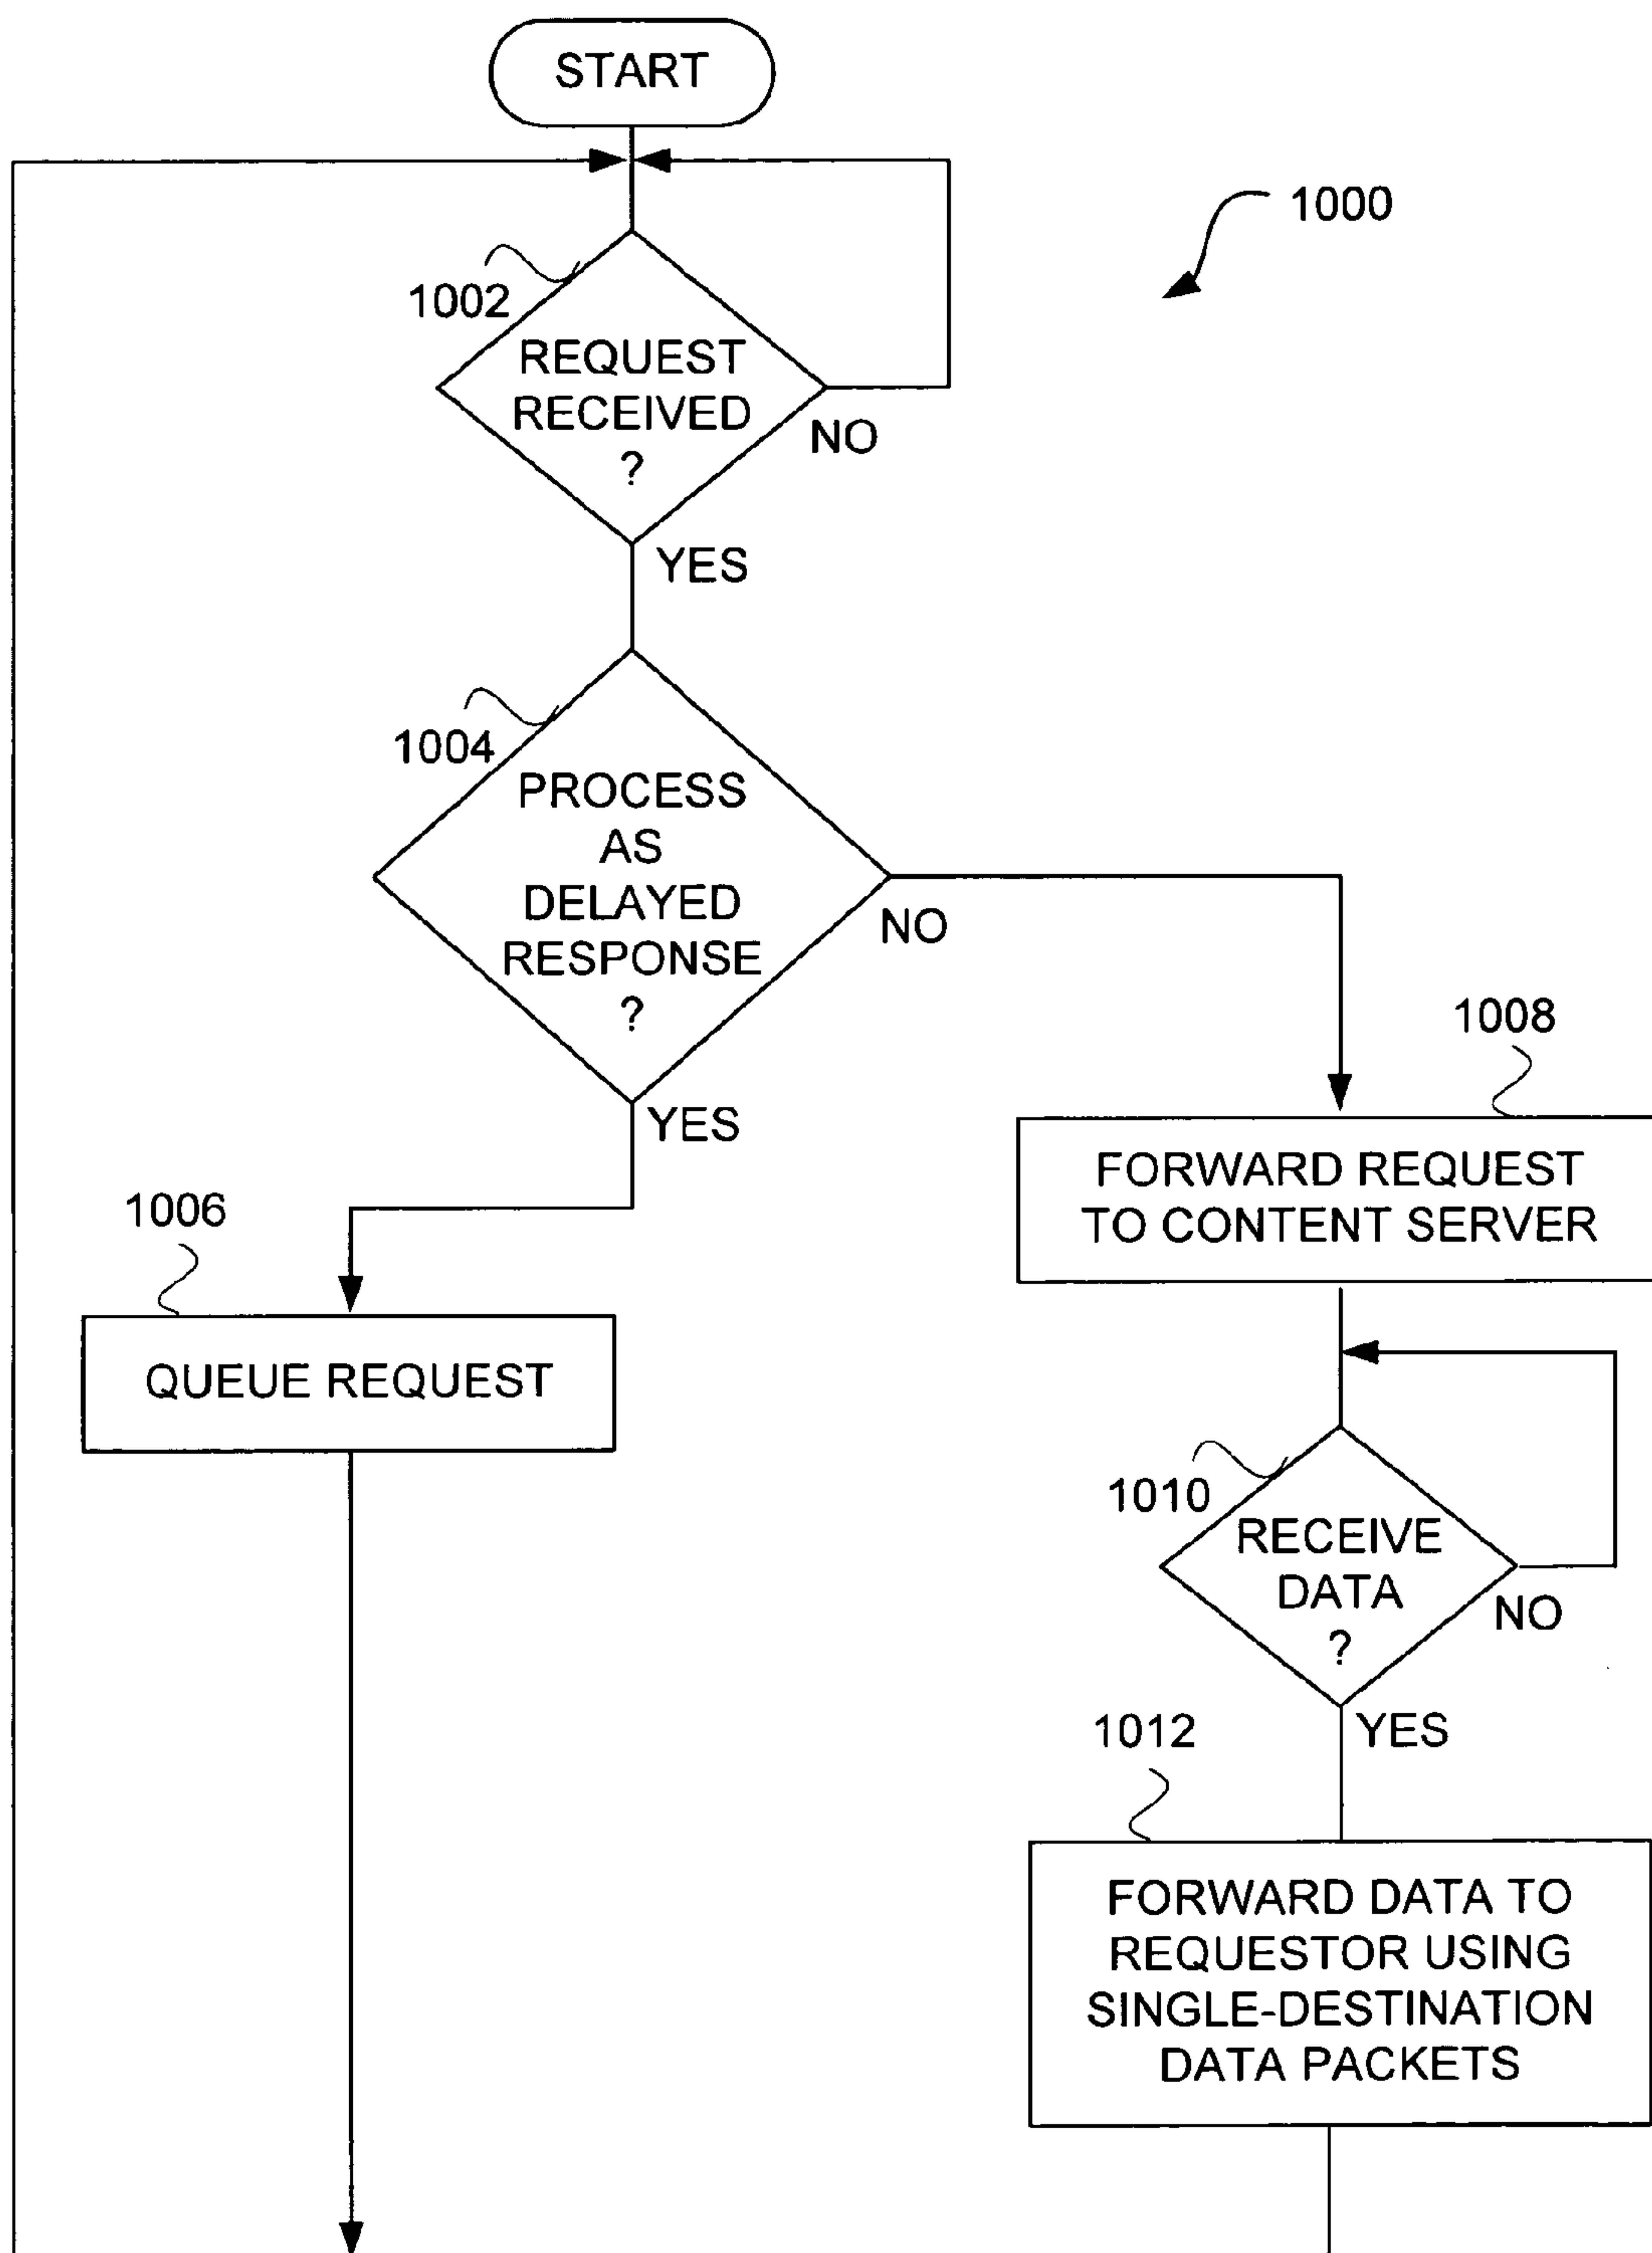 START
1000
1002
REQUEST
RECEIVED
?
NO
YES
1004
PROCESS
AS
DELAYED
RESPONSE
?
NO
YES
1008
FORWARD REQUEST
TO CONTENT SERVER
1006
QUEUE REQUEST
1010
RECEIVE
DATA
?
NO
YES
1012
FORWARD DATA TO
REQUESTOR USING
SINGLE-DESTINATION
DATA PACKETS